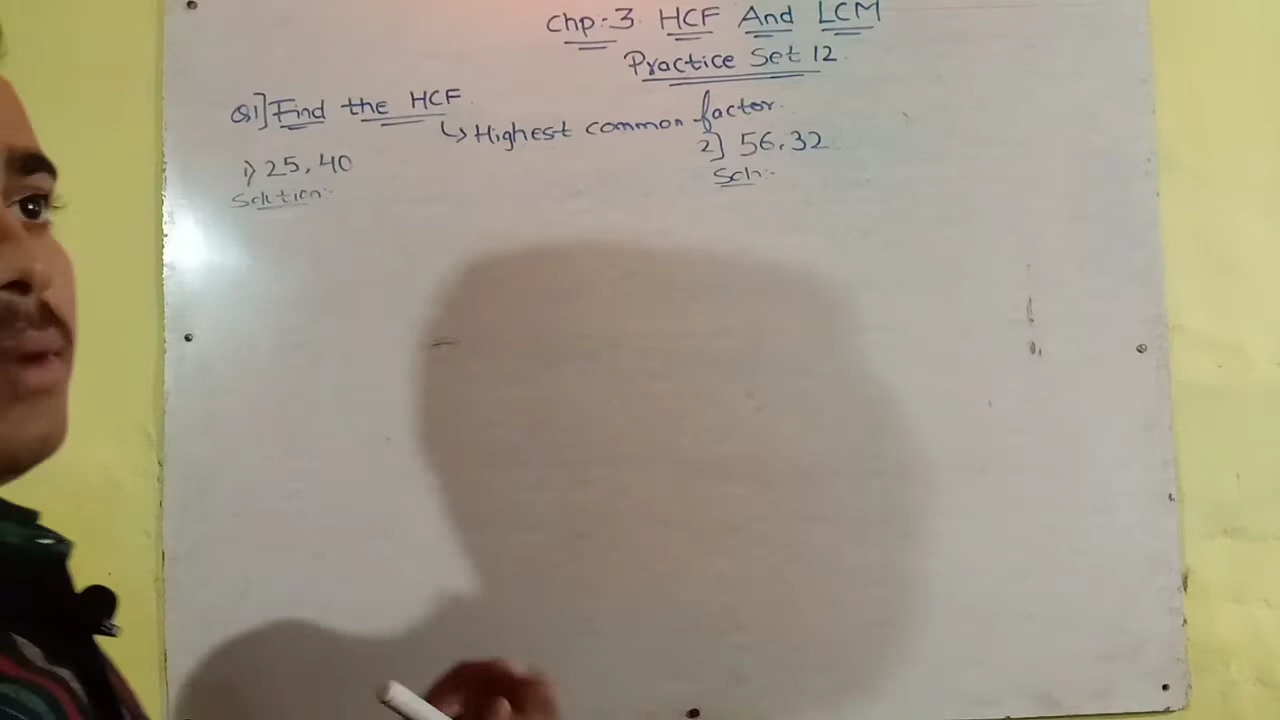 Chp:-3 HCF And LCM
Practice Set 12
Q1] Find the HCF
↳ Highest common factor.
1) 25, 40
Solution:-
2] 56, 32
Soln:-